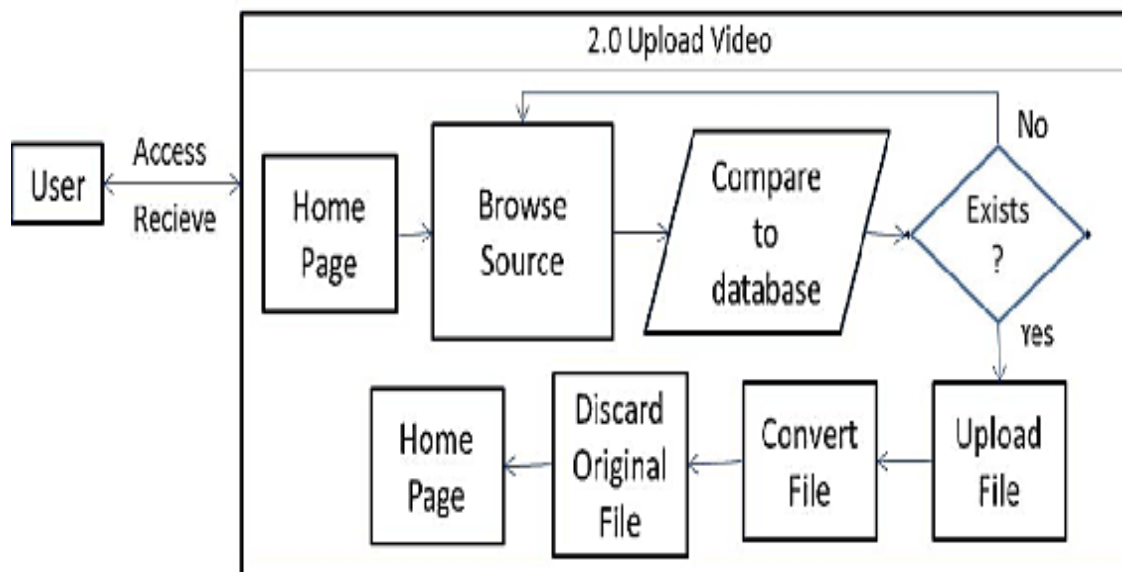 2.0 Upload Video
User
Access
Recieve
Home
Page
Browse
Source
Compare
to
database
Exists
?
No
Yes
Upload
File
Convert
File
Discard
Original
File
Home
Page